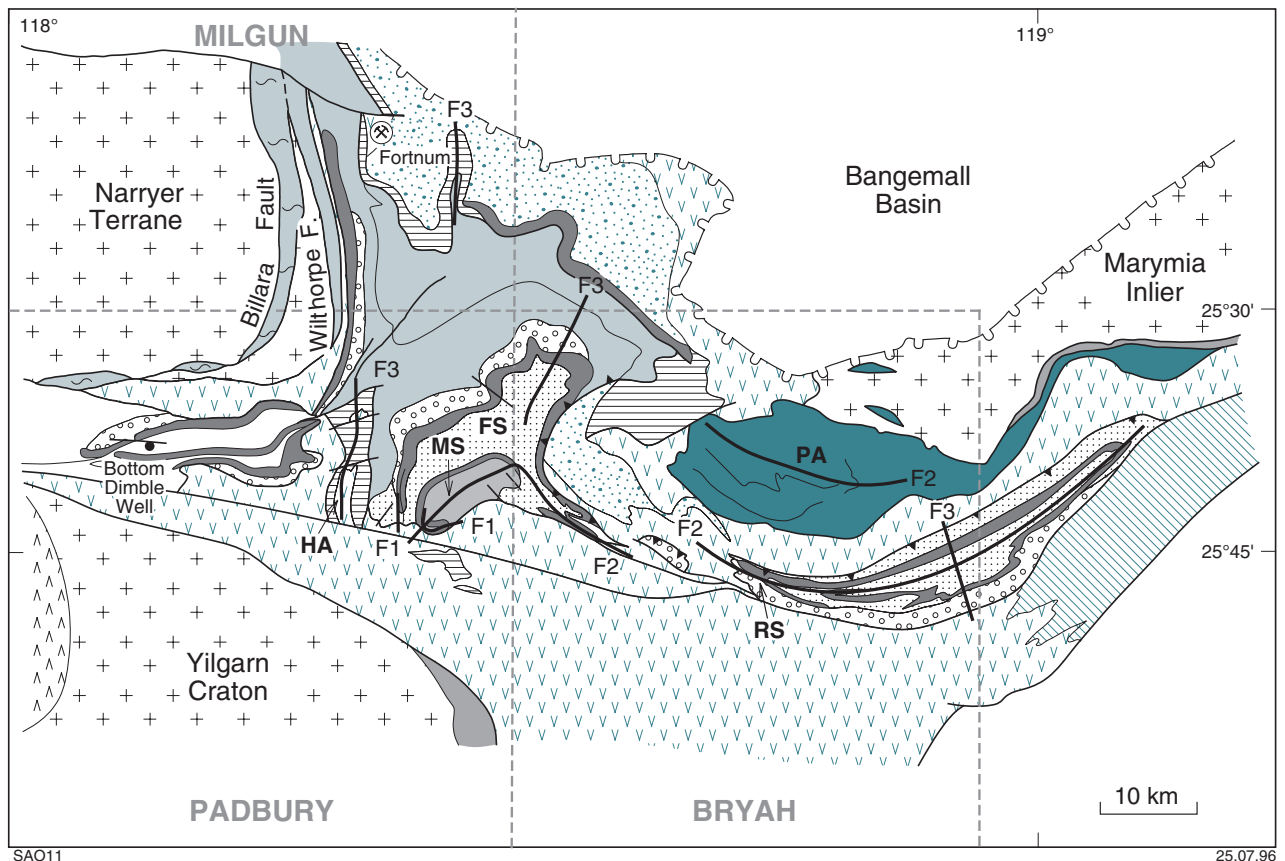 118°
MILGUN
119°
F3
Fortnum
Narryer
Terrane
Billara Fault
Wilthorpe F.
Bangemall
Basin
Marymia
Inlier
F3
25°30'
F3
FS
MS
PA
F2
Bottom
Dimble
Well
F3
F1
F2
HA
F1
F2
25°45'
RS
Yilgarn
Craton
PADBURY
BRYAH
10 km
SAO11
25.07.96